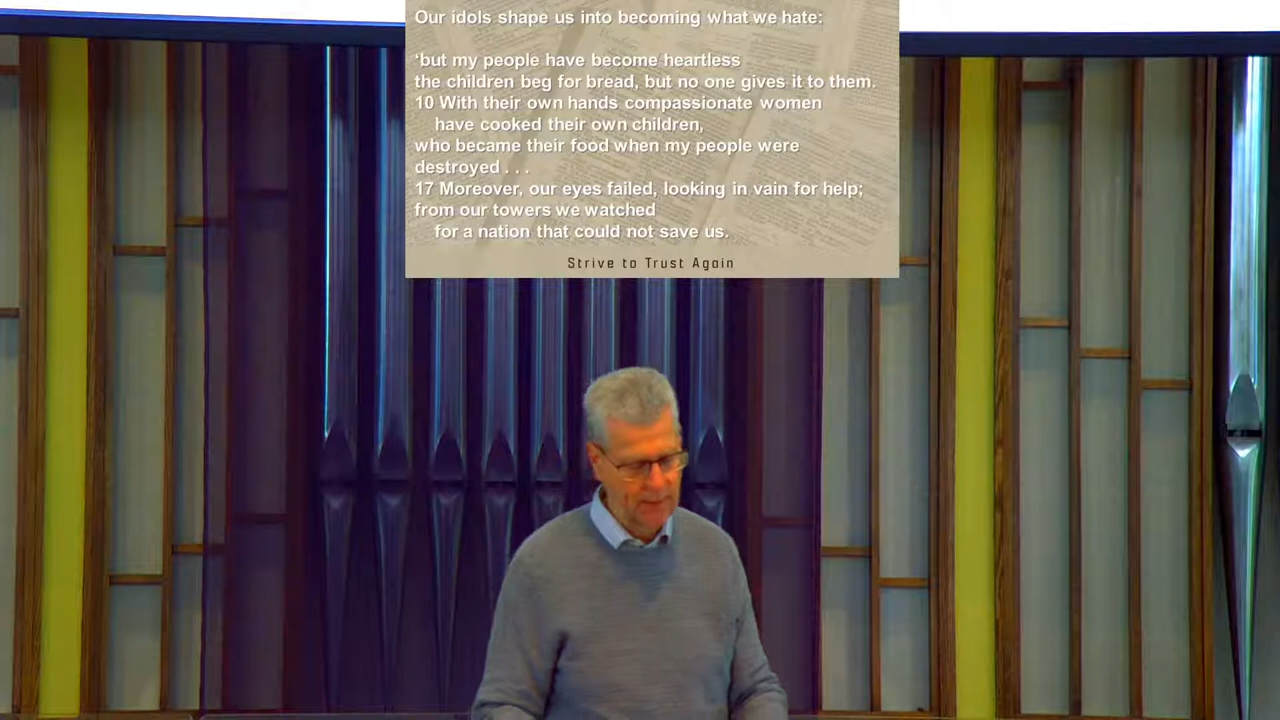 Our idols shape us into becoming what we hate:
‘but my people have become heartless
the children beg for bread, but no one gives it to them.
10 With their own hands compassionate women
have cooked their own children,
who became their food when my people were
destroyed . . .
17 Moreover, our eyes failed, looking in vain for help;
from our towers we watched
for a nation that could not save us.
Strive to Trust Again